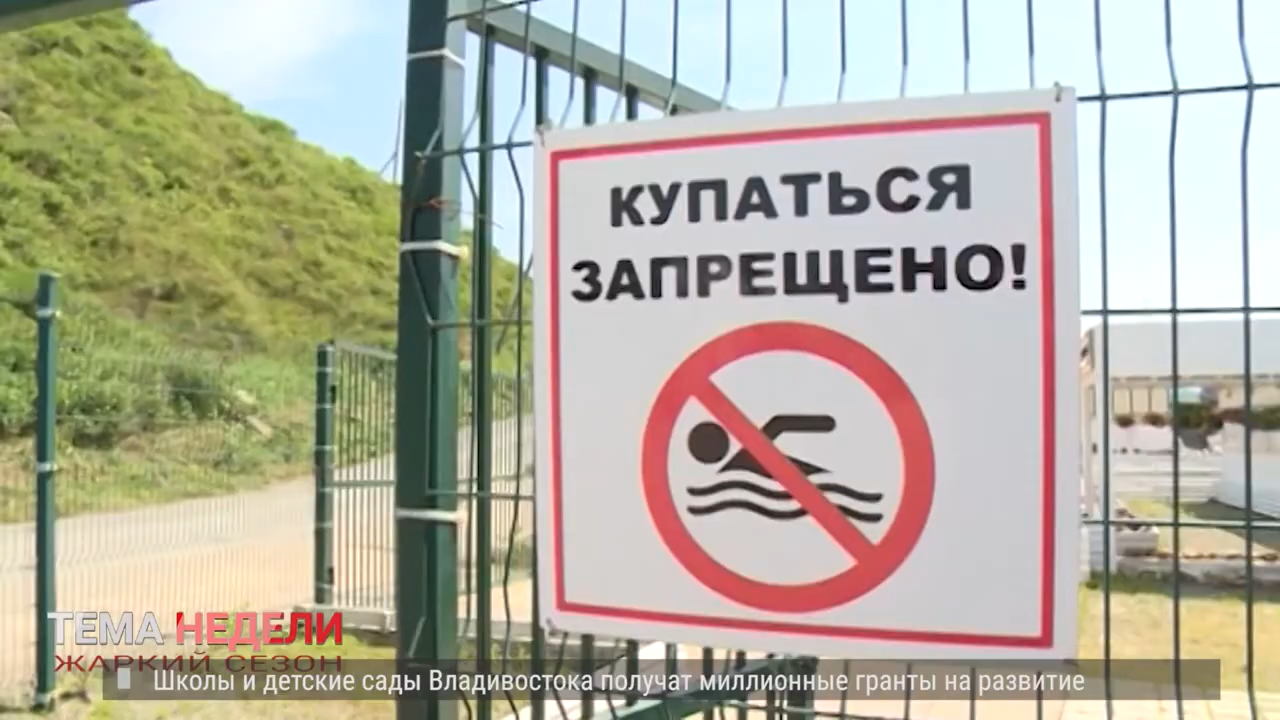 КУПАТЬСЯ
ЗАПРЕЩЕНО!
ТЕМА НЕДЕЛИ
ЖАРКИЙ СЕЗОН
Школы и детские сады Владивостока получат миллионные гранты на развитие